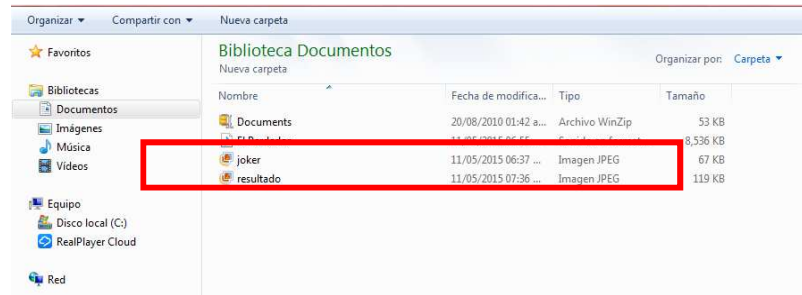 Organizar Compartir con Nueva carpeta
Favoritos
Bibliotecas
Documentos
Imágenes
Música
Vídeos
Equipo
Disco local (C:)
RealPlayer Cloud
Red
Biblioteca Documentos
Nueva carpeta
Organizar por: Carpeta
Nombre Fecha de modifica... Tipo Tamaño
Documents 20/08/2010 01:42 a... Archivo WinZip 53 KB
8,536 KB
joker 11/05/2015 06:37 ... Imagen JPEG 67 KB
resultado 11/05/2015 07:36 ... Imagen JPEG 119 KB